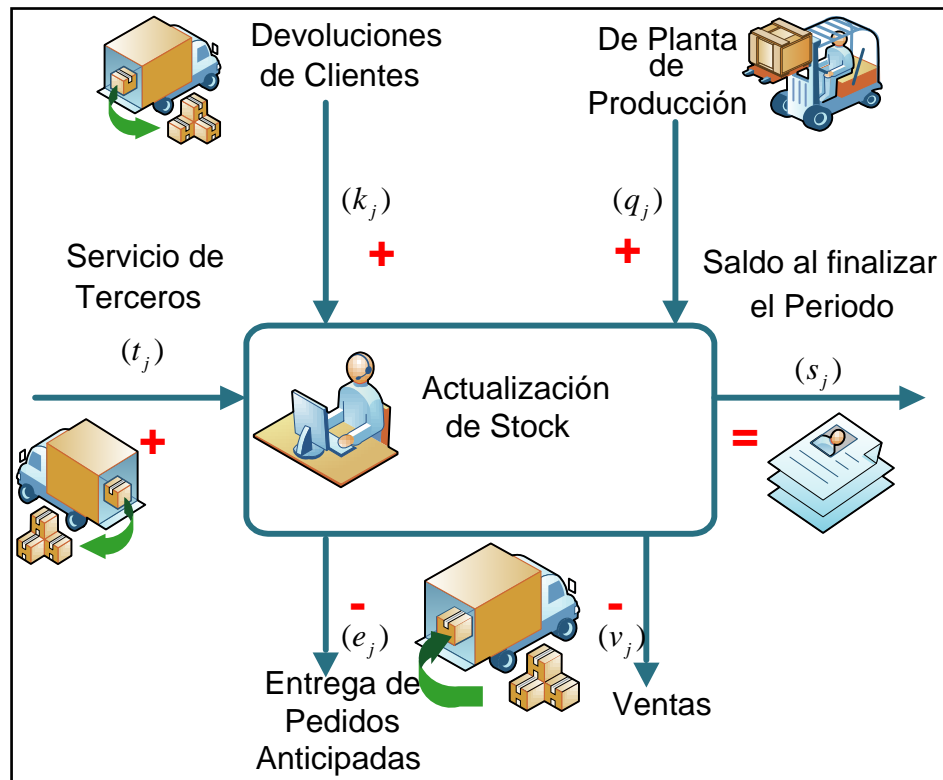 Devoluciones
de Clientes
De Planta
de
Producción
(k_j)
(q_j)
+
+
Servicio de
Terceros
Saldo al finalizar
el Periodo
(t_j)
(s_j)
Actualización
de Stock
+
=
-
-
(e_j)
(v_j)
Entrega de
Pedidos
Anticipadas
Ventas